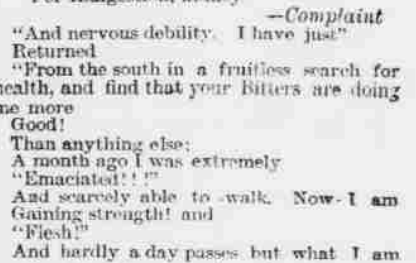 —Complaint
"And nervous debility. I have just"
Returned
"From the south in a fruitless search for
health, and find that your Bitters are doing
me more
Good!
Than anything else;
A month ago I was extremely
"Emaciated!!!"
And scarcely able to walk. Now I am
Gaining strength! and
"Flesh!"
And hardly a day passes but what I am